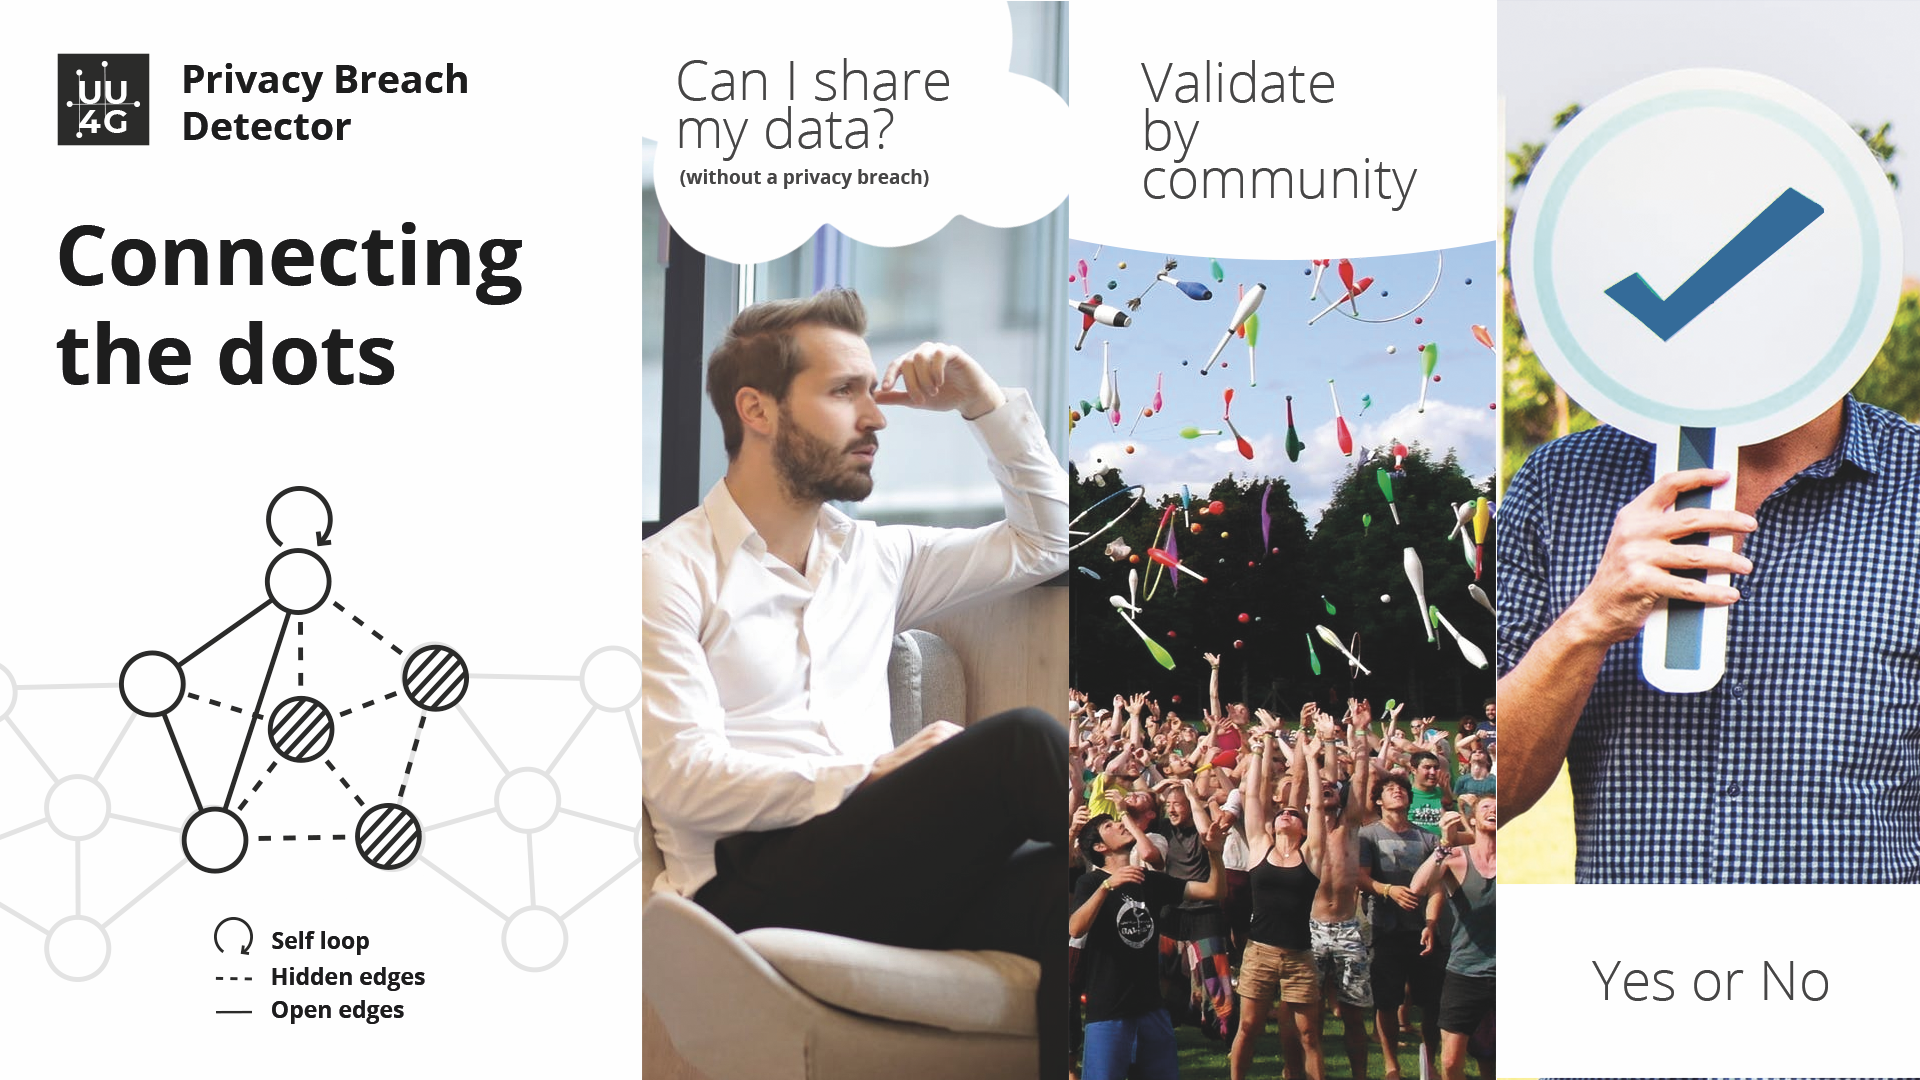 UU
4G
Privacy Breach
Detector
Connecting
the dots
Self loop
Hidden edges
Open edges
Can I share
my data?
(without a privacy breach)
Validate
by
community
Yes or No